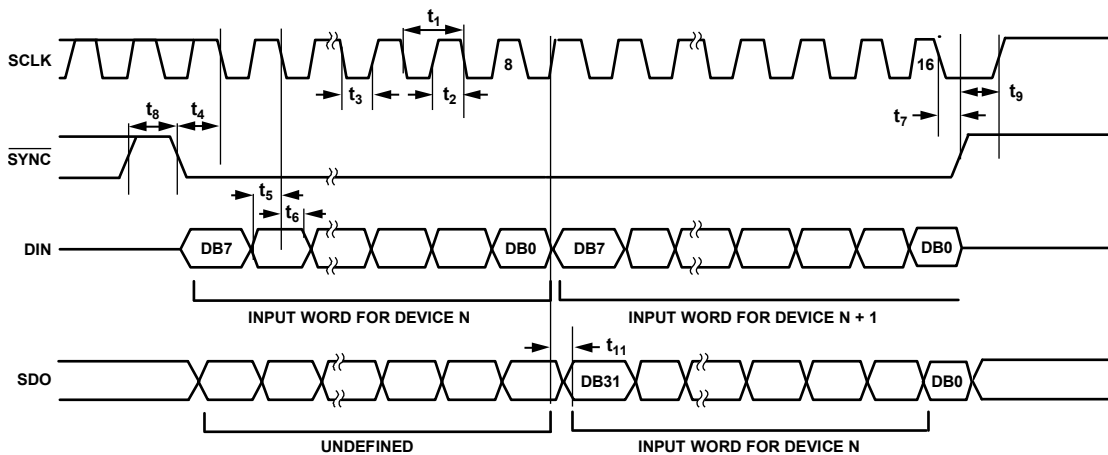 t1
SCLK
8
16
t3
t2
t9
t8
t4
t7
SYNC
t5
t6
DIN
DB7
DB0
DB7
DB0
INPUT WORD FOR DEVICE N
INPUT WORD FOR DEVICE N + 1
t11
SDO
DB31
DB0
UNDEFINED
INPUT WORD FOR DEVICE N